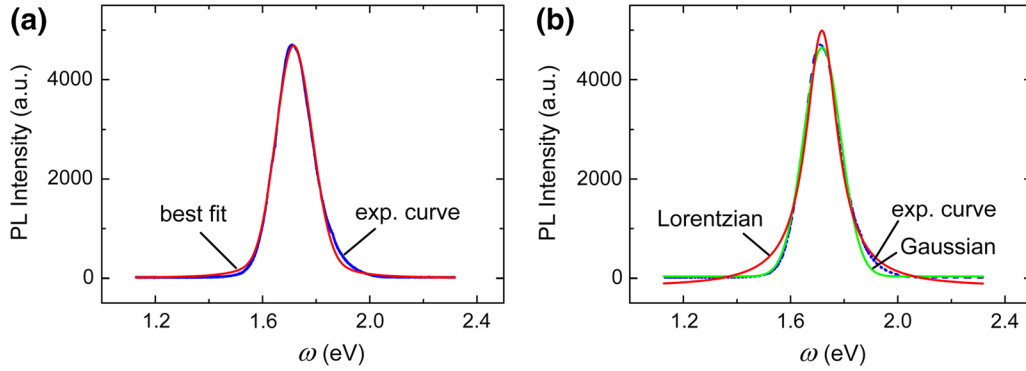 (a)
PL Intensity (a.u.)
4000
2000
0
best fit
exp. curve
1.2 1.6 2.0 2.4
ω (eV)
(b)
PL Intensity (a.u.)
4000
2000
0
Lorentzian
exp. curve
Gaussian
1.2 1.6 2.0 2.4
ω (eV)